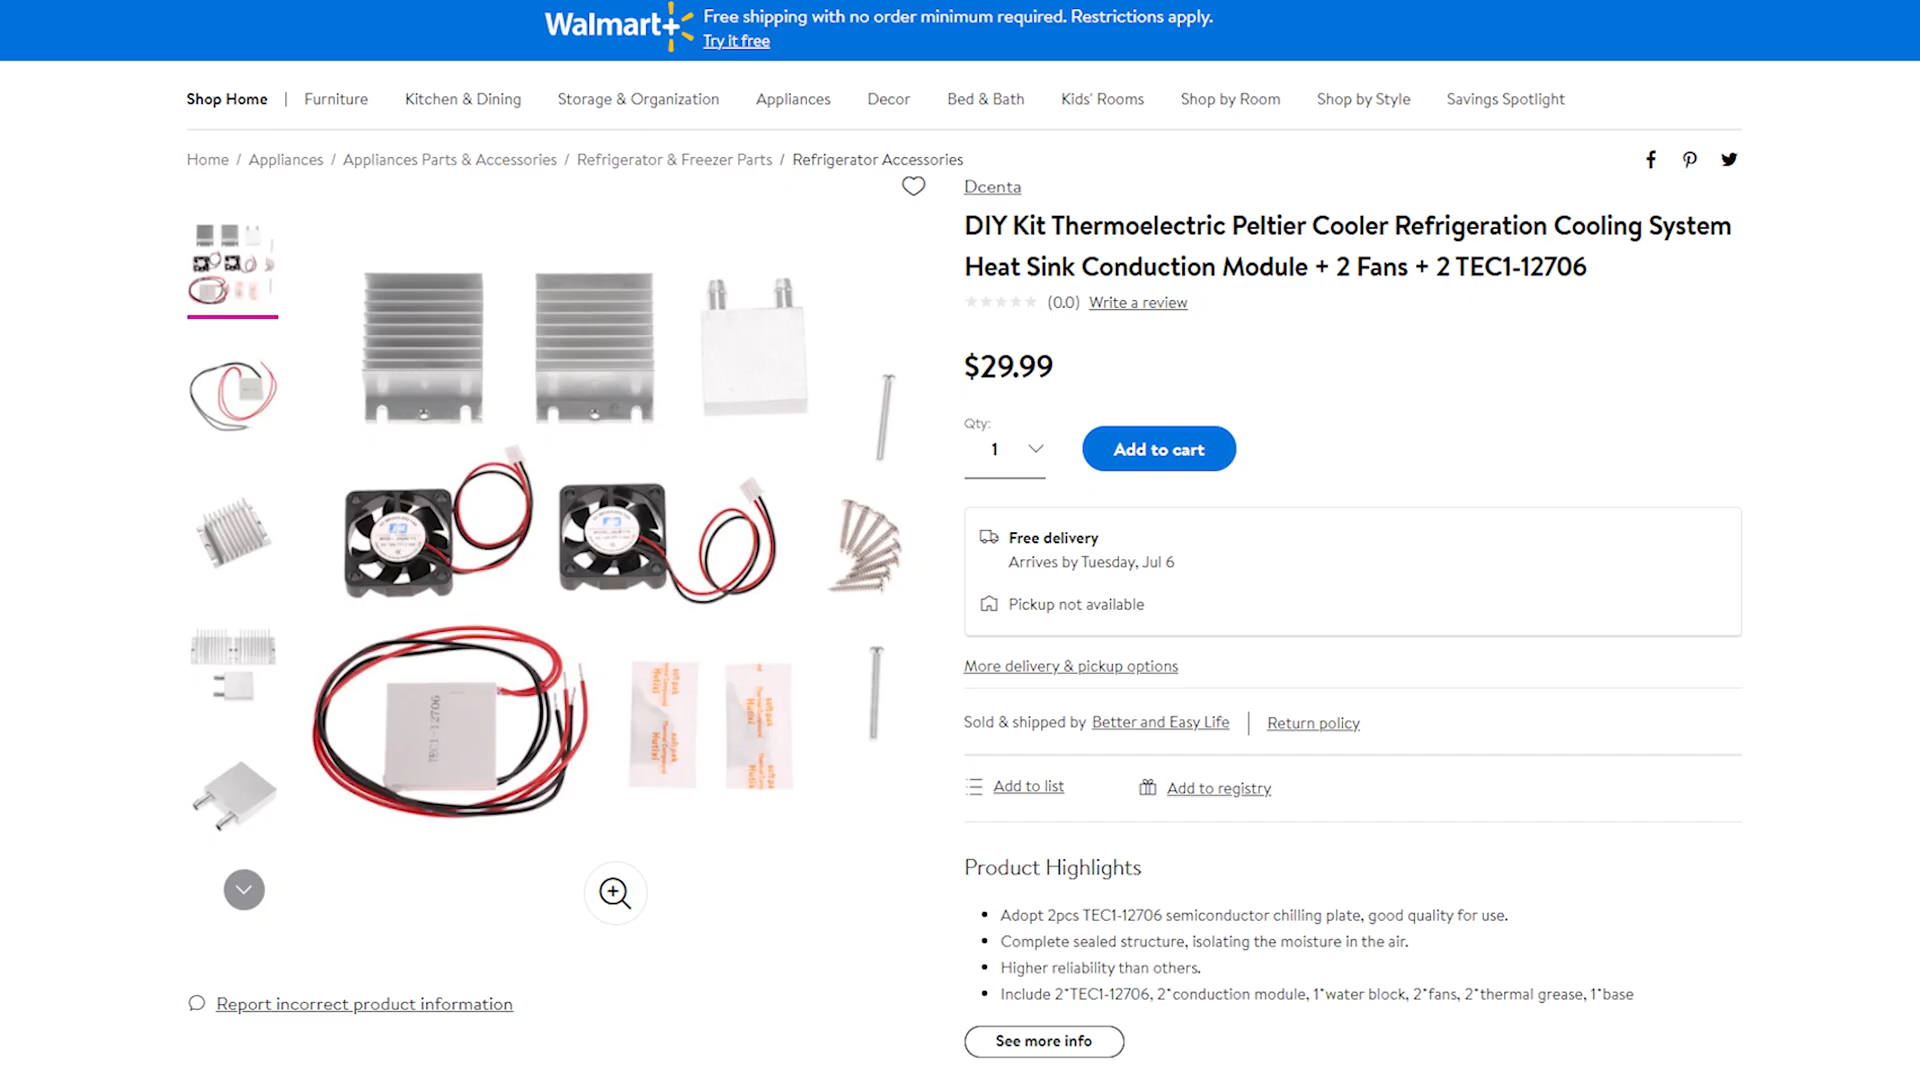 Walmart+
Free shipping with no order minimum required. Restrictions apply.
Try it free
Shop Home | Furniture Kitchen & Dining Storage & Organization Appliances Decor Bed & Bath Kids' Rooms Shop by Room Shop by Style Savings Spotlight
Home / Appliances / Appliances Parts & Accessories / Refrigerator & Freezer Parts / Refrigerator Accessories
Dcenta
DIY Kit Thermoelectric Peltier Cooler Refrigeration Cooling System
Heat Sink Conduction Module + 2 Fans + 2 TEC1-12706
(0.0) Write a review
$29.99
Qty:
1
Add to cart
Free delivery
Arrives by Tuesday, Jul 6
Pickup not available
More delivery & pickup options
Sold & shipped by Better and Easy Life | Return policy
Add to list
Add to registry
Product Highlights
Adopt 2pcs TEC1-12706 semiconductor chilling plate, good quality for use.
Complete sealed structure, isolating the moisture in the air.
Higher reliability than others.
Include 2*TEC1-12706, 2*conduction module, 1*water block, 2*fans, 2*thermal grease, 1*base
See more info
TEC1-12706
Report incorrect product information